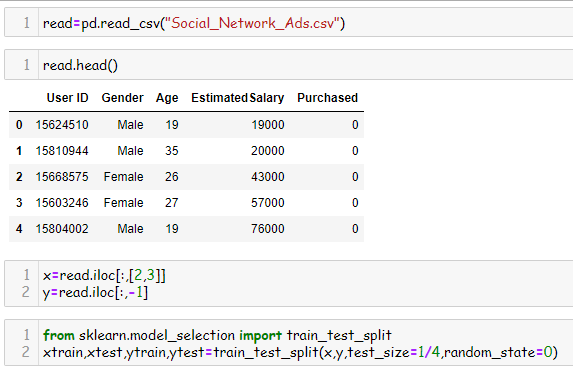 1 read=pd.read_csv("Social_Network_Ads.csv")
1 read.head()
User ID Gender Age EstimatedSalary Purchased
0 15624510 Male 19 19000 0
1 15810944 Male 35 20000 0
2 15668575 Female 26 43000 0
3 15603246 Female 27 57000 0
4 15804002 Male 19 76000 0
1 x=read.iloc[:,[2,3]]
2 y=read.iloc[:,-1]
1 from sklearn.model_selection import train_test_split
2 xtrain,xtest,ytrain,ytest=train_test_split(x,y,test_size=1/4,random_state=0)